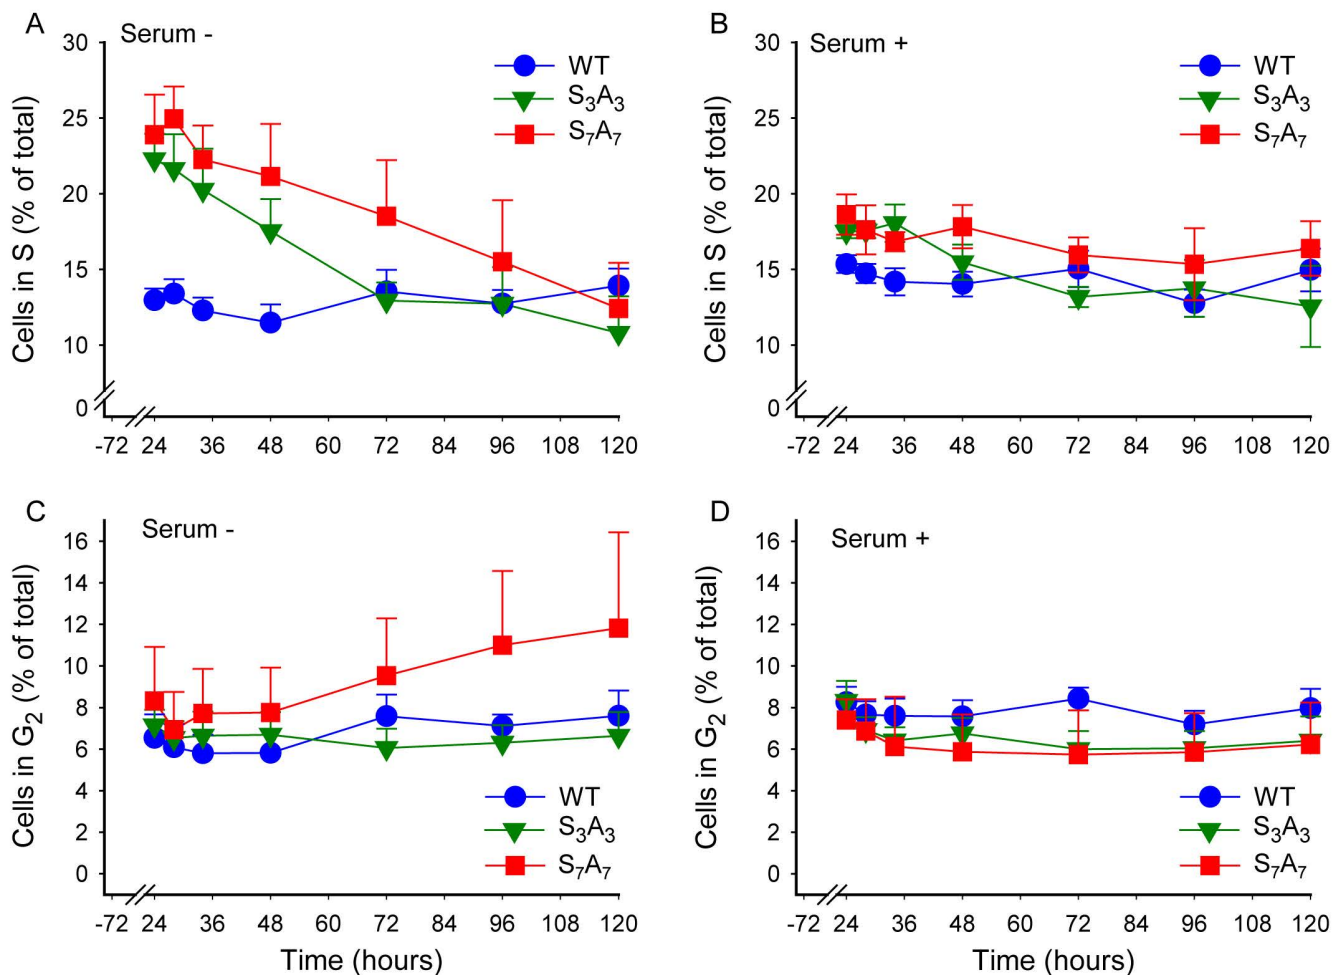 A
Serum -
WT
S3A3
S7A7
30
25
20
15
10
0
Cells in S (% of total)
-72 24 36 48 60 72 84 96 108 120
B
Serum +
WT
S3A3
S7A7
30
25
20
15
10
0
Cells in S (% of total)
-72 24 36 48 60 72 84 96 108 120
C
Serum -
16
14
12
10
8
6
4
2
0
Cells in G2 (% of total)
WT
S3A3
S7A7
-72 24 36 48 60 72 84 96 108 120
Time (hours)
D
Serum +
16
14
12
10
8
6
4
2
0
Cells in G2 (% of total)
WT
S3A3
S7A7
-72 24 36 48 60 72 84 96 108 120
Time (hours)